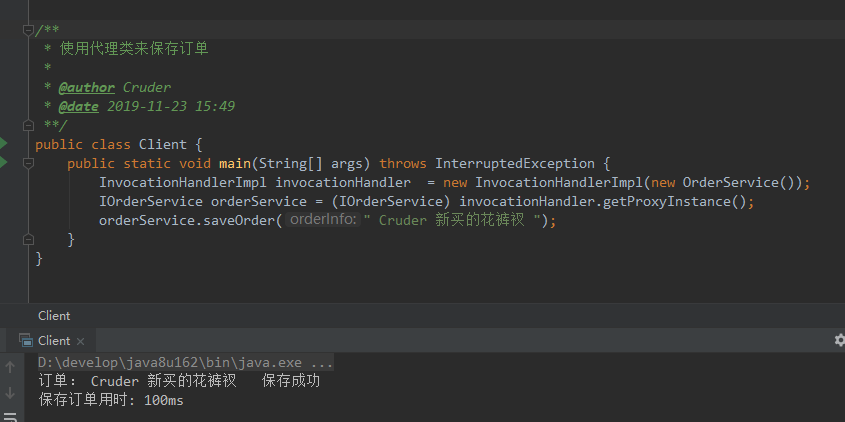 /**
* 使用代理类来保存订单
*
* @author Cruder
* @date 2019-11-23 15:49
**/
public class Client {
public static void main(String[] args) throws InterruptedException {
InvocationHandlerImpl invocationHandler  = new InvocationHandlerImpl(new OrderService());
IOrderService orderService = (IOrderService) invocationHandler.getProxyInstance();
orderService.saveOrder( orderInfo: " Cruder 新买的花裤衩 ");
}
}
Client
Client
D:\develop\java8u162\bin\java.exe ...
订单: Cruder 新买的花裤衩   保存成功
保存订单用时: 100ms